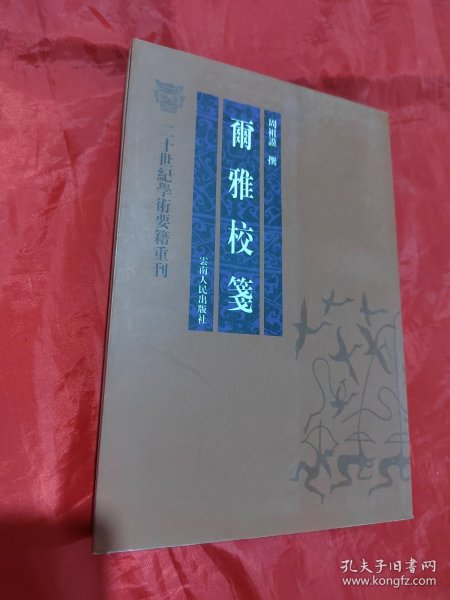 周祖謨 撰
爾雅校箋
雲南人民出版社
二十世紀學術要籍重刊
孔夫子旧书网
www.kongfz.com